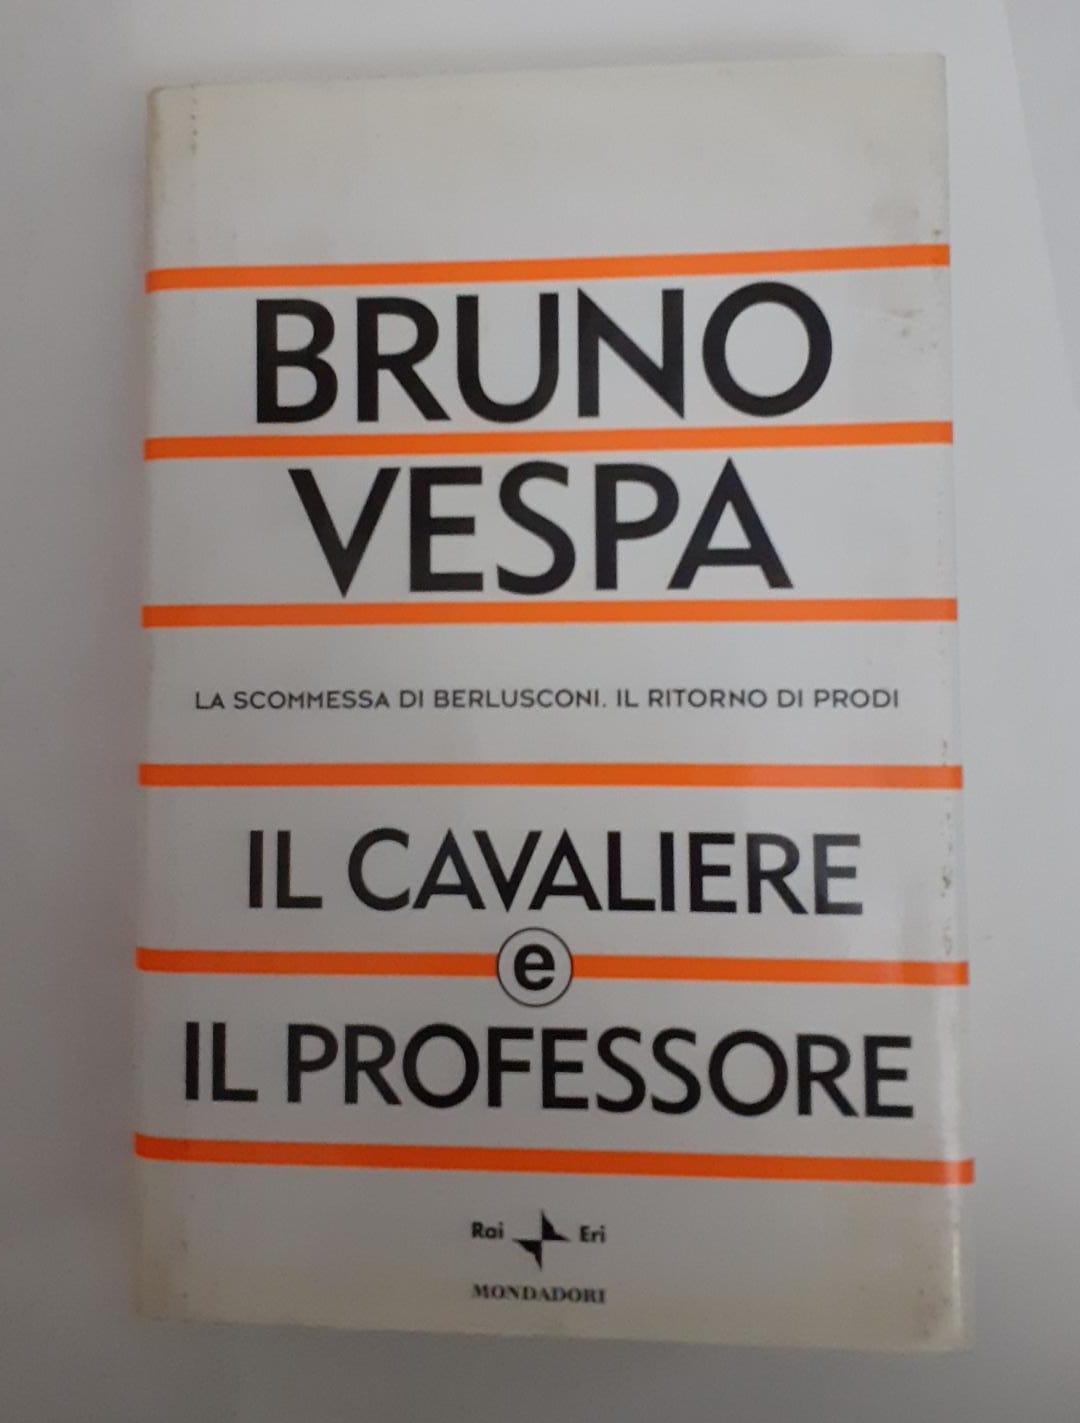 BRUNO
VESPA
LA SCOMMESSA DI BERLUSCONI. IL RITORNO DI PRODI
IL CAVALIERE
e
IL PROFESSORE
Rai Eri
MONDADORI